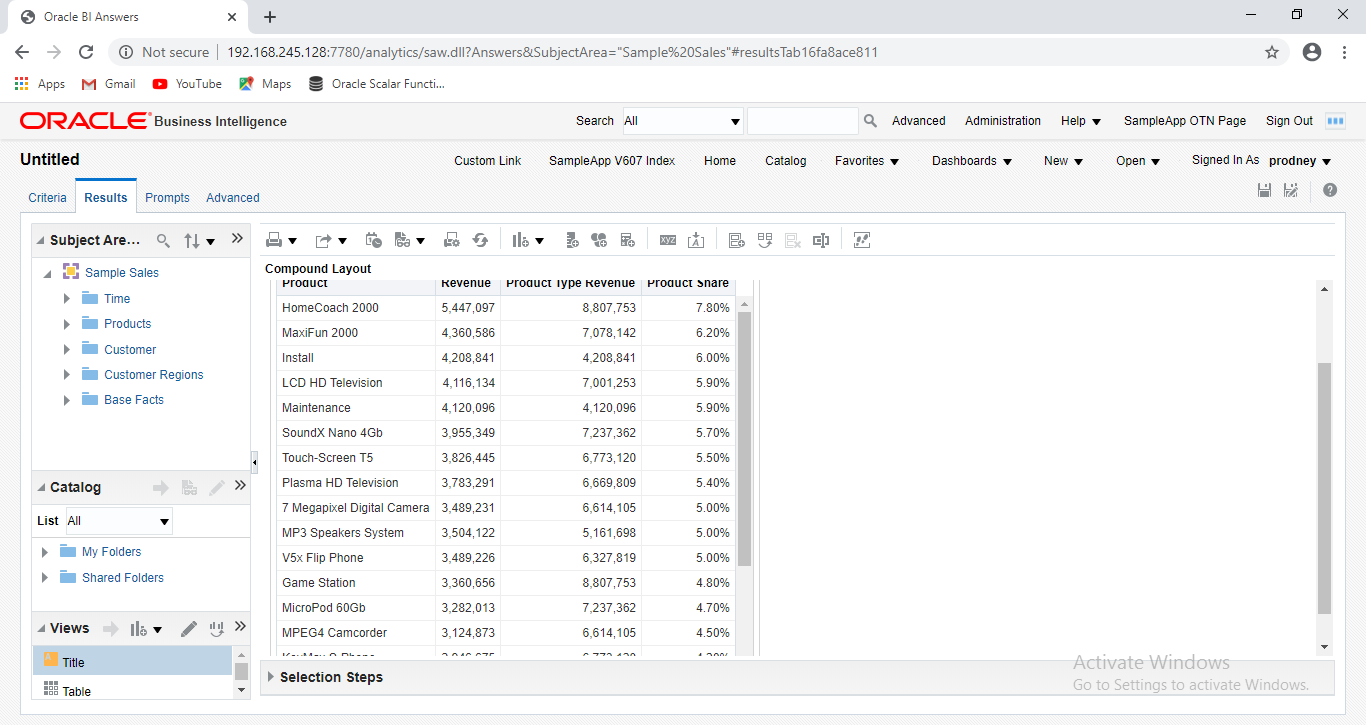 Oracle BI Answers
Not secure 192.168.245.128:7780/analytics/saw.dll?Answers&SubjectArea="Sample%20Sales"#resultsTab16fa8ace811
Apps Gmail YouTube Maps Oracle Scalar Functi...
ORACLE Business Intelligence Search All Advanced Administration Help SampleApp OTN Page Sign Out
Untitled Custom Link SampleApp V607 Index Home Catalog Favorites Dashboards New Open Signed In As prodney
Criteria Results Prompts Advanced
Subject Are...
Sample Sales
Time
Products
Customer
Customer Regions
Base Facts
Catalog
List All
My Folders
Shared Folders
Views
Title
Table
xyz
Compound Layout
Product Revenue Product Type Revenue Product Share
HomeCoach 2000 5,447,097 8,807,753 7.80%
MaxiFun 2000 4,360,586 7,078,142 6.20%
Install 4,208,841 4,208,841 6.00%
LCD HD Television 4,116,134 7,001,253 5.90%
Maintenance 4,120,096 4,120,096 5.90%
SoundX Nano 4Gb 3,955,349 7,237,362 5.70%
Touch-Screen T5 3,826,445 6,773,120 5.50%
Plasma HD Television 3,783,291 6,669,809 5.40%
7 Megapixel Digital Camera 3,489,231 6,614,105 5.00%
MP3 Speakers System 3,504,122 5,161,698 5.00%
V5x Flip Phone 3,489,226 6,327,819 5.00%
Game Station 3,360,656 8,807,753 4.80%
MicroPod 60Gb 3,282,013 7,237,362 4.70%
MPEG4 Camcorder 3,124,873 6,614,105 4.50%
Selection Steps
Activate Windows
Go to Settings to activate Windows.